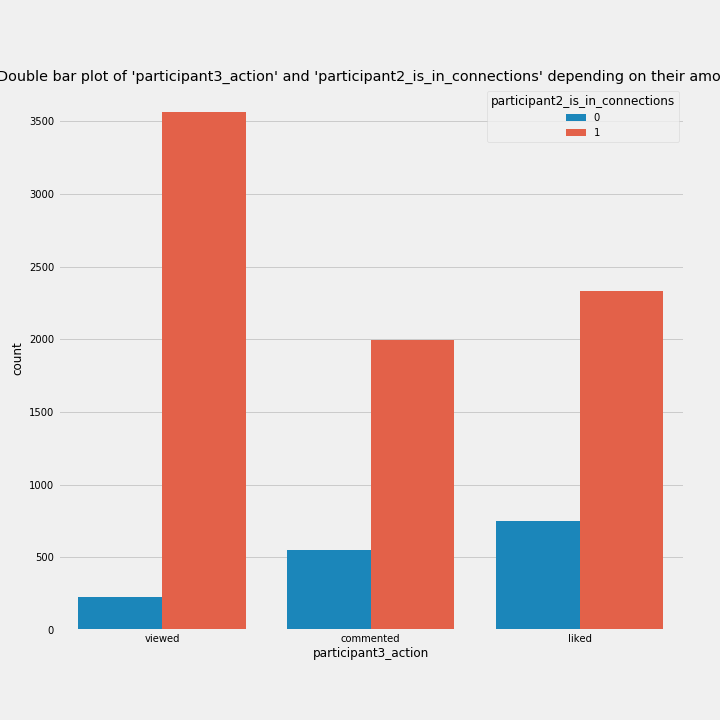 Double bar plot of 'participant3_action' and 'participant2_is_in_connections' depending on their amo
participant2_is_in_connections
0
1
3500
3000
2500
2000
1500
1000
500
0
count
viewed
commented
liked
participant3_action